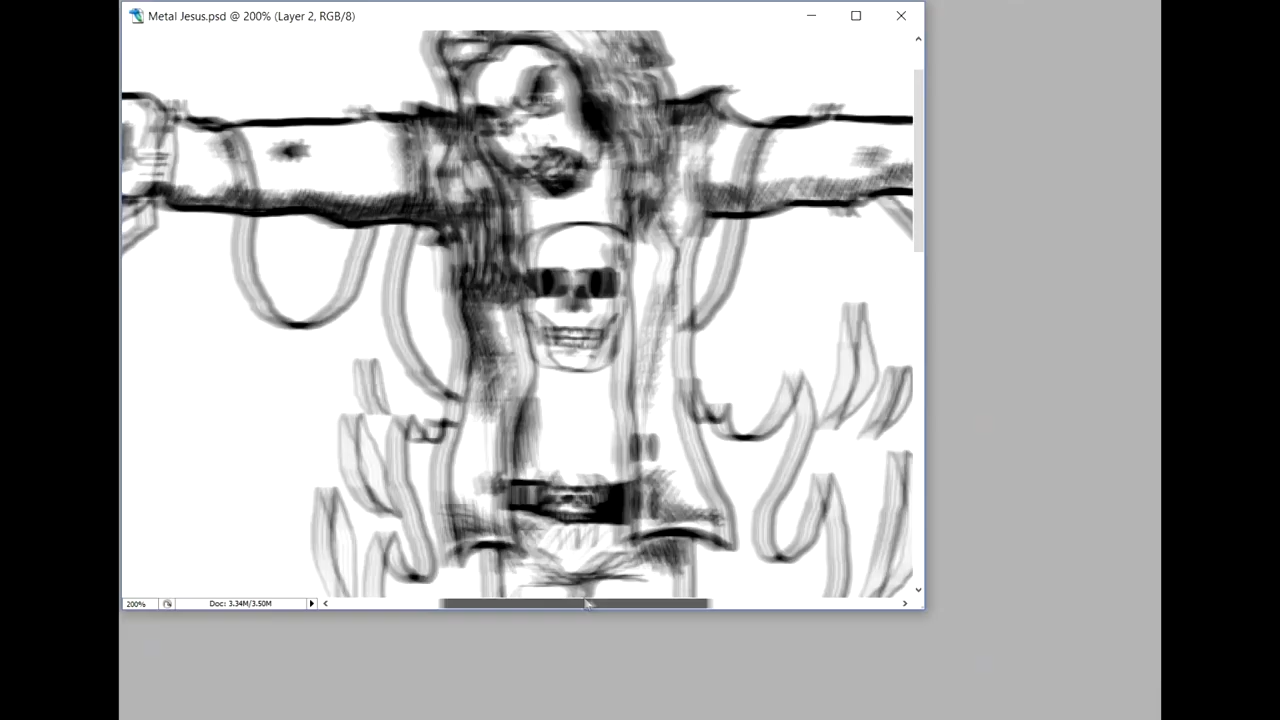 Metal Jesus.psd @ 200% (Layer 2, RGB/8)
200%
Doc: 3.34M/3.50M